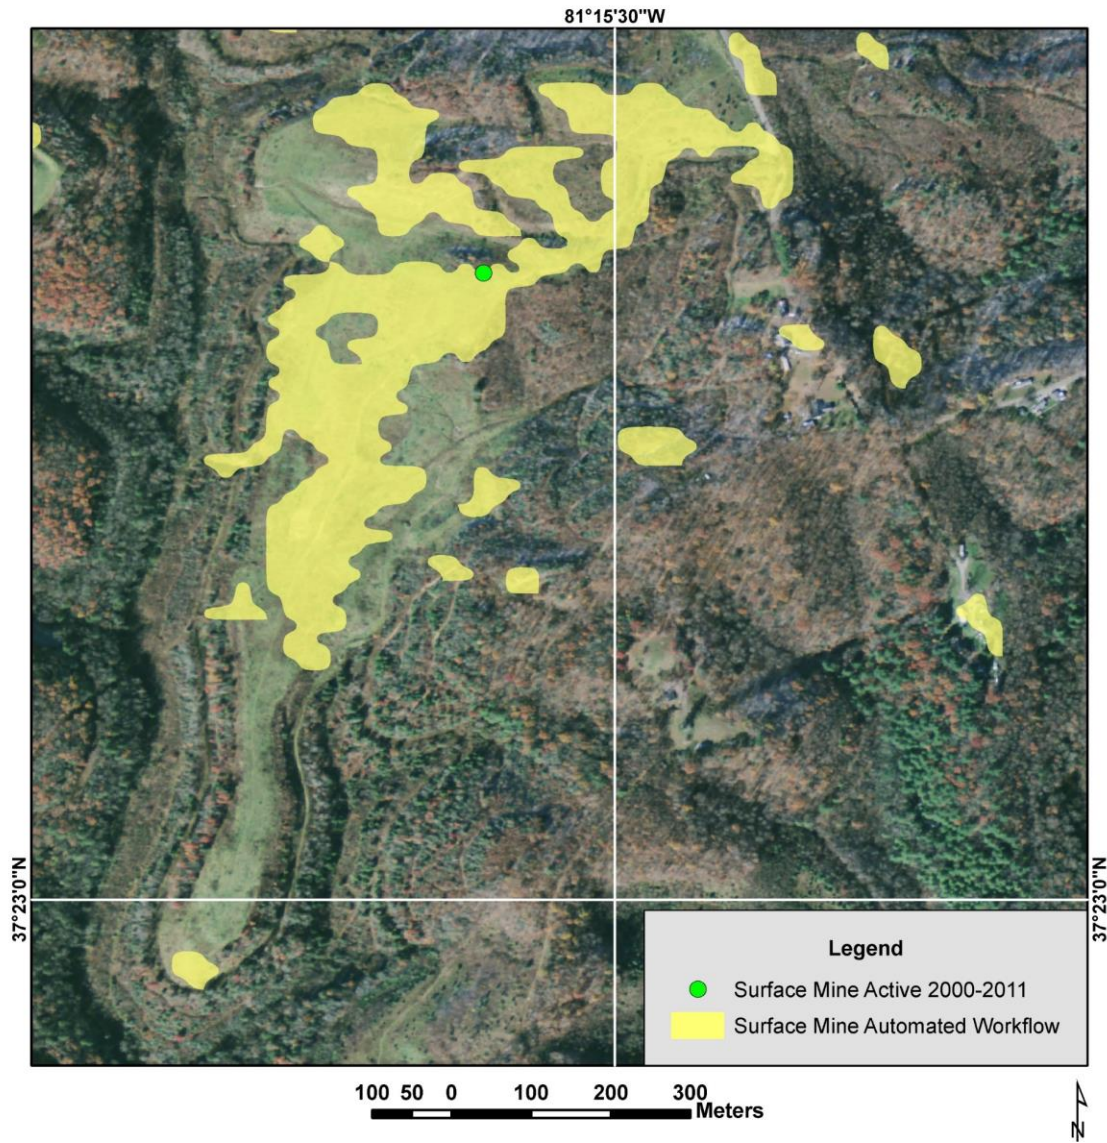 81°15'30"W
37°23'0"N
37°23'0"N
Legend
Surface Mine Active 2000-2011
Surface Mine Automated Workflow
100 50 0 100 200 300
Meters
N